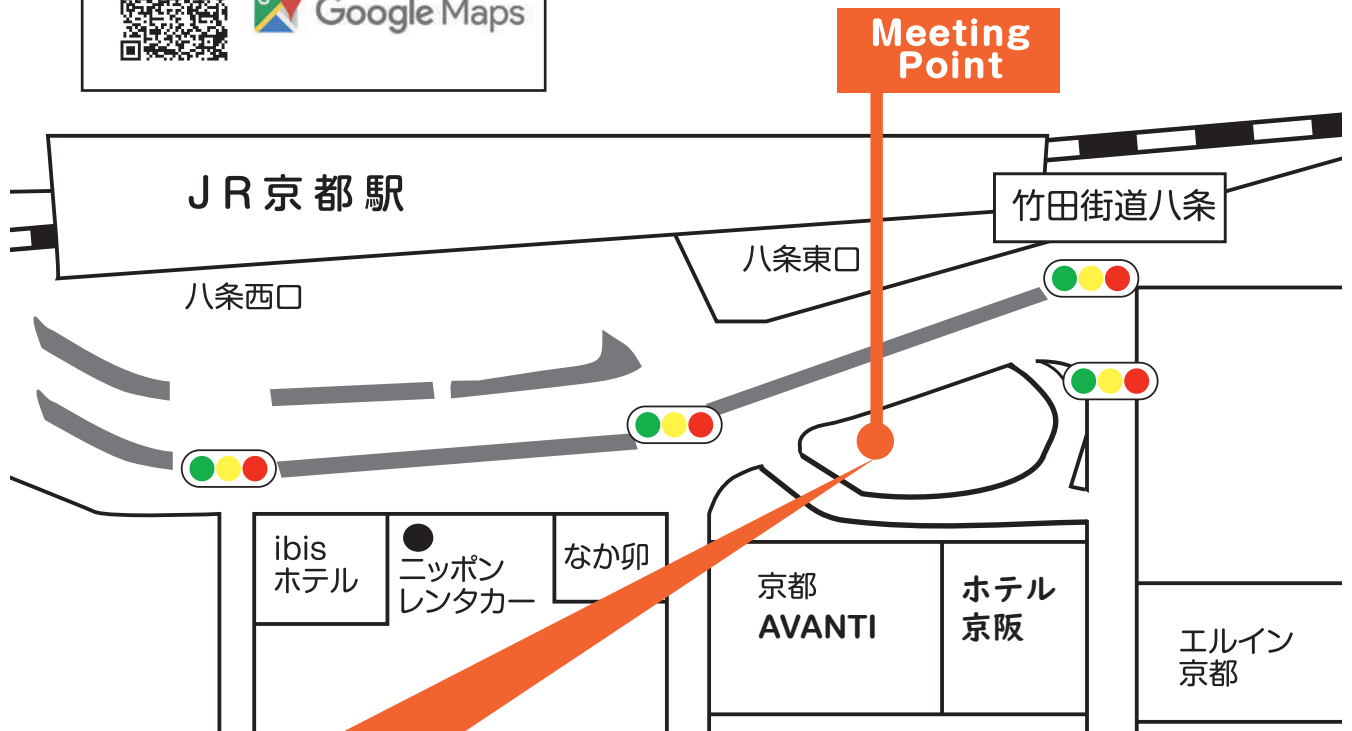 Google Maps
Meeting
Point
JR京都駅
竹田街道八条
八条東口
八条西口
ibis
ホテル
ニッポン
レンタカー
なか卯
京都
AVANTI
ホテル
京阪
エルイン
京都